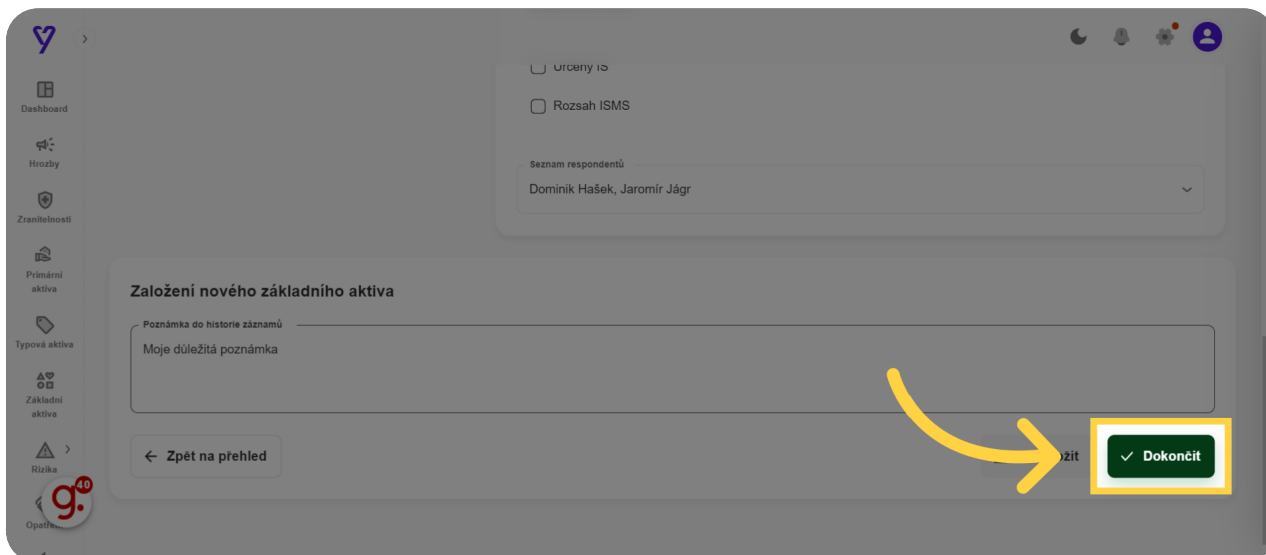 Dashboard
Hrozby
Zranitelnosti
Primární
aktiva
Typová aktiva
Základní
aktiva
Rizika
40
g.
Určený IS
Rozsah ISMS
Seznam respondentů
Dominik Hašek, Jaromír Jágr
Založení nového základního aktiva
Poznámka do historie záznamů
Moje důležitá poznámka
Zpět na přehled
Dokončit